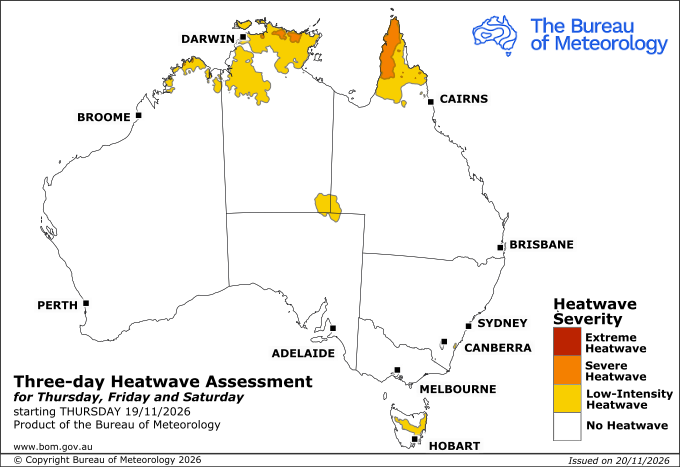 The Bureau
of Meteorology
DARWIN
CAIRNS
BROOME
BRISBANE
PERTH
SYDNEY
ADELAIDE
CANBERRA
MELBOURNE
HOBART
Heatwave
Severity
Extreme
Heatwave
Severe
Heatwave
Low-Intensity
Heatwave
No Heatwave
Three-day Heatwave Assessment
for Thursday, Friday and Saturday
starting THURSDAY 19/11/2026
Product of the Bureau of Meteorology
www.bom.gov.au
© Copyright Bureau of Meteorology 2026
Issued on 20/11/2026